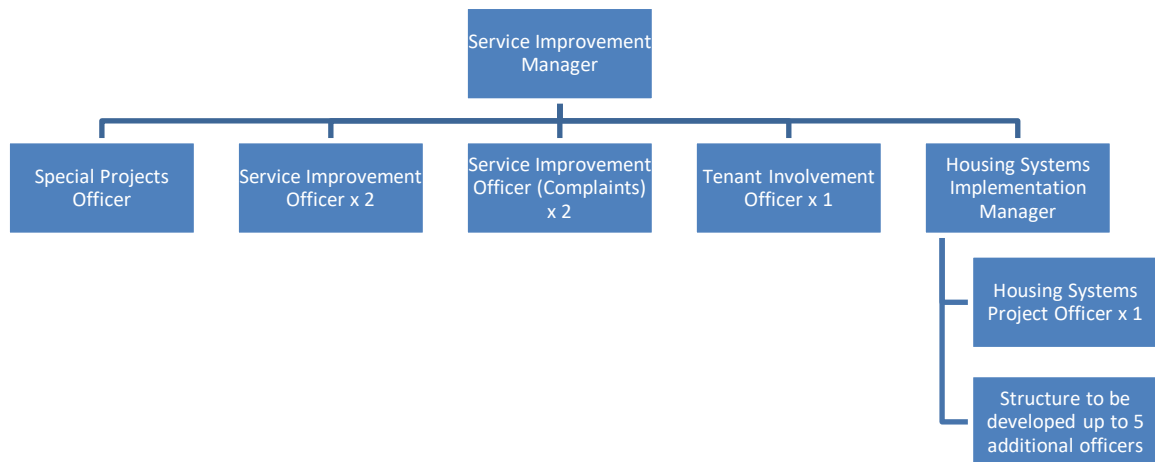 Service Improvement
Manager
Special Projects
Officer
Service Improvement
Officer x 2
Service Improvement
Officer (Complaints)
x 2
Tenant Involvement
Officer x 1
Housing Systems
Implementation
Manager
Housing Systems
Project Officer x 1
Structure to be
developed up to 5
additional officers